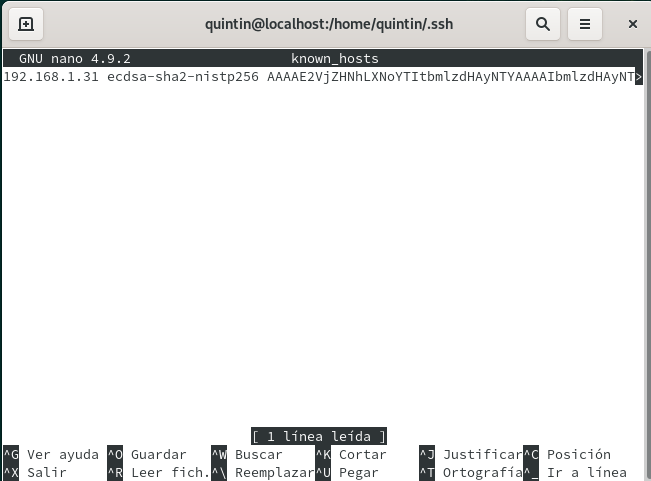 quintin@localhost:/home/quintin/.ssh
GNU nano 4.9.2 known_hosts
192.168.1.31 ecdsa-sha2-nistp256 AAAAE2VjZHNhLXNoYTItbmlzdHAyNTYAAAAIbmlzdHAyNT>
[ 1 línea leída ]
^G Ver ayuda ^O Guardar ^W Buscar ^K Cortar ^J Justificar ^C Posición
^X Salir ^R Leer fich. ^\ Reemplazar ^U Pegar ^T Ortografía ^_ Ir a línea